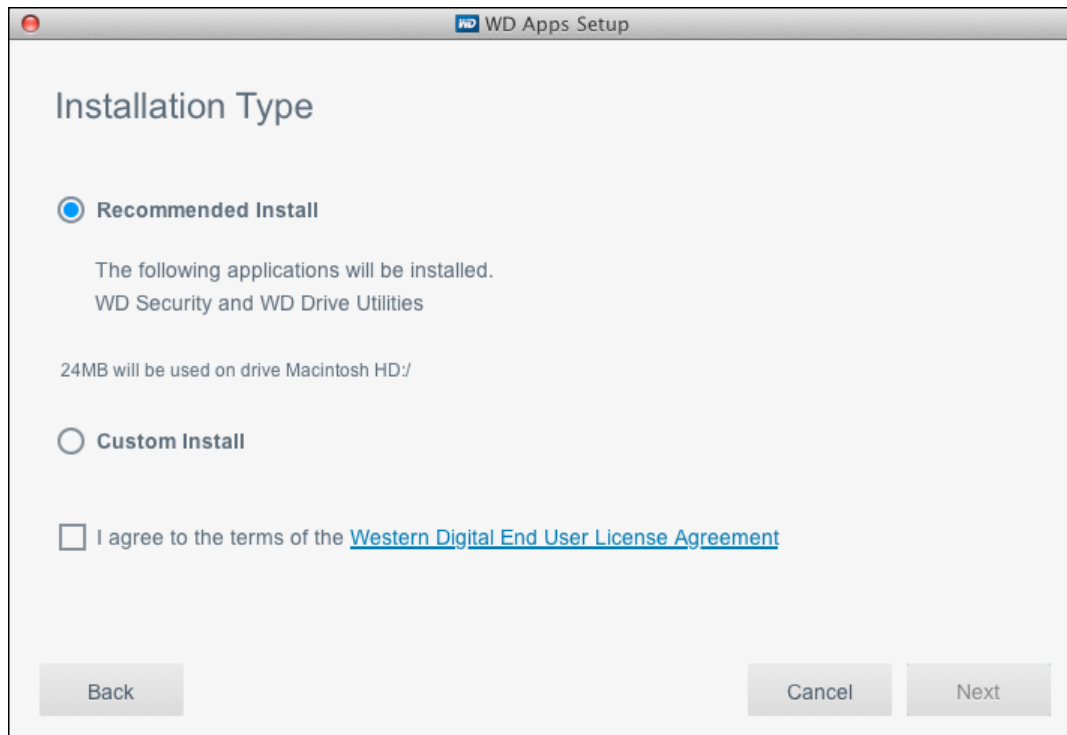 WD WD Apps Setup
Installation Type
Recommended Install
The following applications will be installed.
WD Security and WD Drive Utilities
24MB will be used on drive Macintosh HD:/
Custom Install
I agree to the terms of the Western Digital End User License Agreement
Back
Cancel
Next